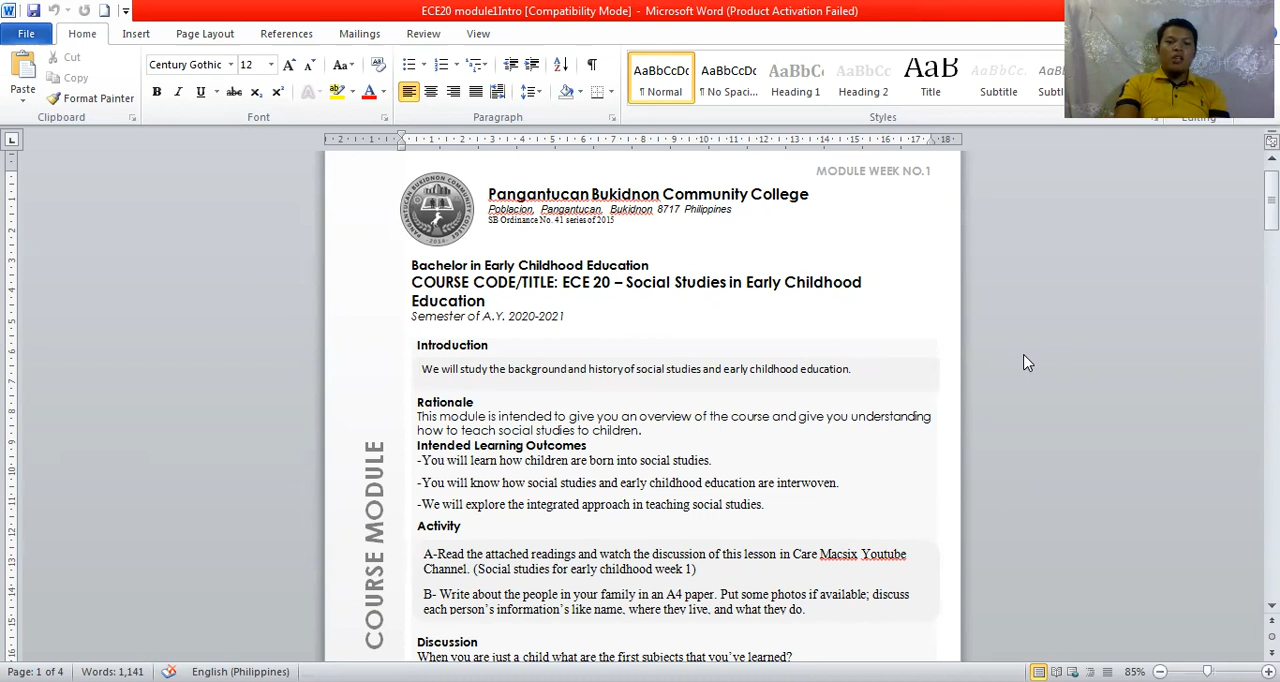 ECE20 module1Intro [Compatibility Mode] - Microsoft Word (Product Activation Failed)
File Home Insert Page Layout References Mailings Review View
Cut
Copy
Paste
Format Painter
Century Gothic 12
AaBbCcDc AaBbCcDc AaBbCc AaBbCc AaB AaBbCc AaBb
¶ Normal ¶ No Spaci... Heading 1 Heading 2 Title Subtitle Subtl
Clipboard Font Paragraph Styles
MODULE WEEK NO.1
Pangantucan Bukidnon Community College
Poblacion, Pangantucan, Bukidnon 8717 Philippines
SB Ordinance No. 41 series of 2015
Bachelor in Early Childhood Education
COURSE CODE/TITLE: ECE 20 – Social Studies in Early Childhood
Education
Semester of A.Y. 2020-2021
Introduction
We will study the background and history of social studies and early childhood education.
Rationale
This module is intended to give you an overview of the course and give you understanding
how to teach social studies to children.
Intended Learning Outcomes
-You will learn how children are born into social studies.
-You will know how social studies and early childhood education are interwoven.
-We will explore the integrated approach in teaching social studies.
Activity
A-Read the attached readings and watch the discussion of this lesson in Care Macsix Youtube
Channel. (Social studies for early childhood week 1)
B- Write about the people in your family in an A4 paper. Put some photos if available; discuss
each person's information's like name, where they live, and what they do.
Discussion
When you are just a child what are the first subjects that you've learned?
COURSE MODULE
Page: 1 of 4 Words: 1,141 English (Philippines) 85%